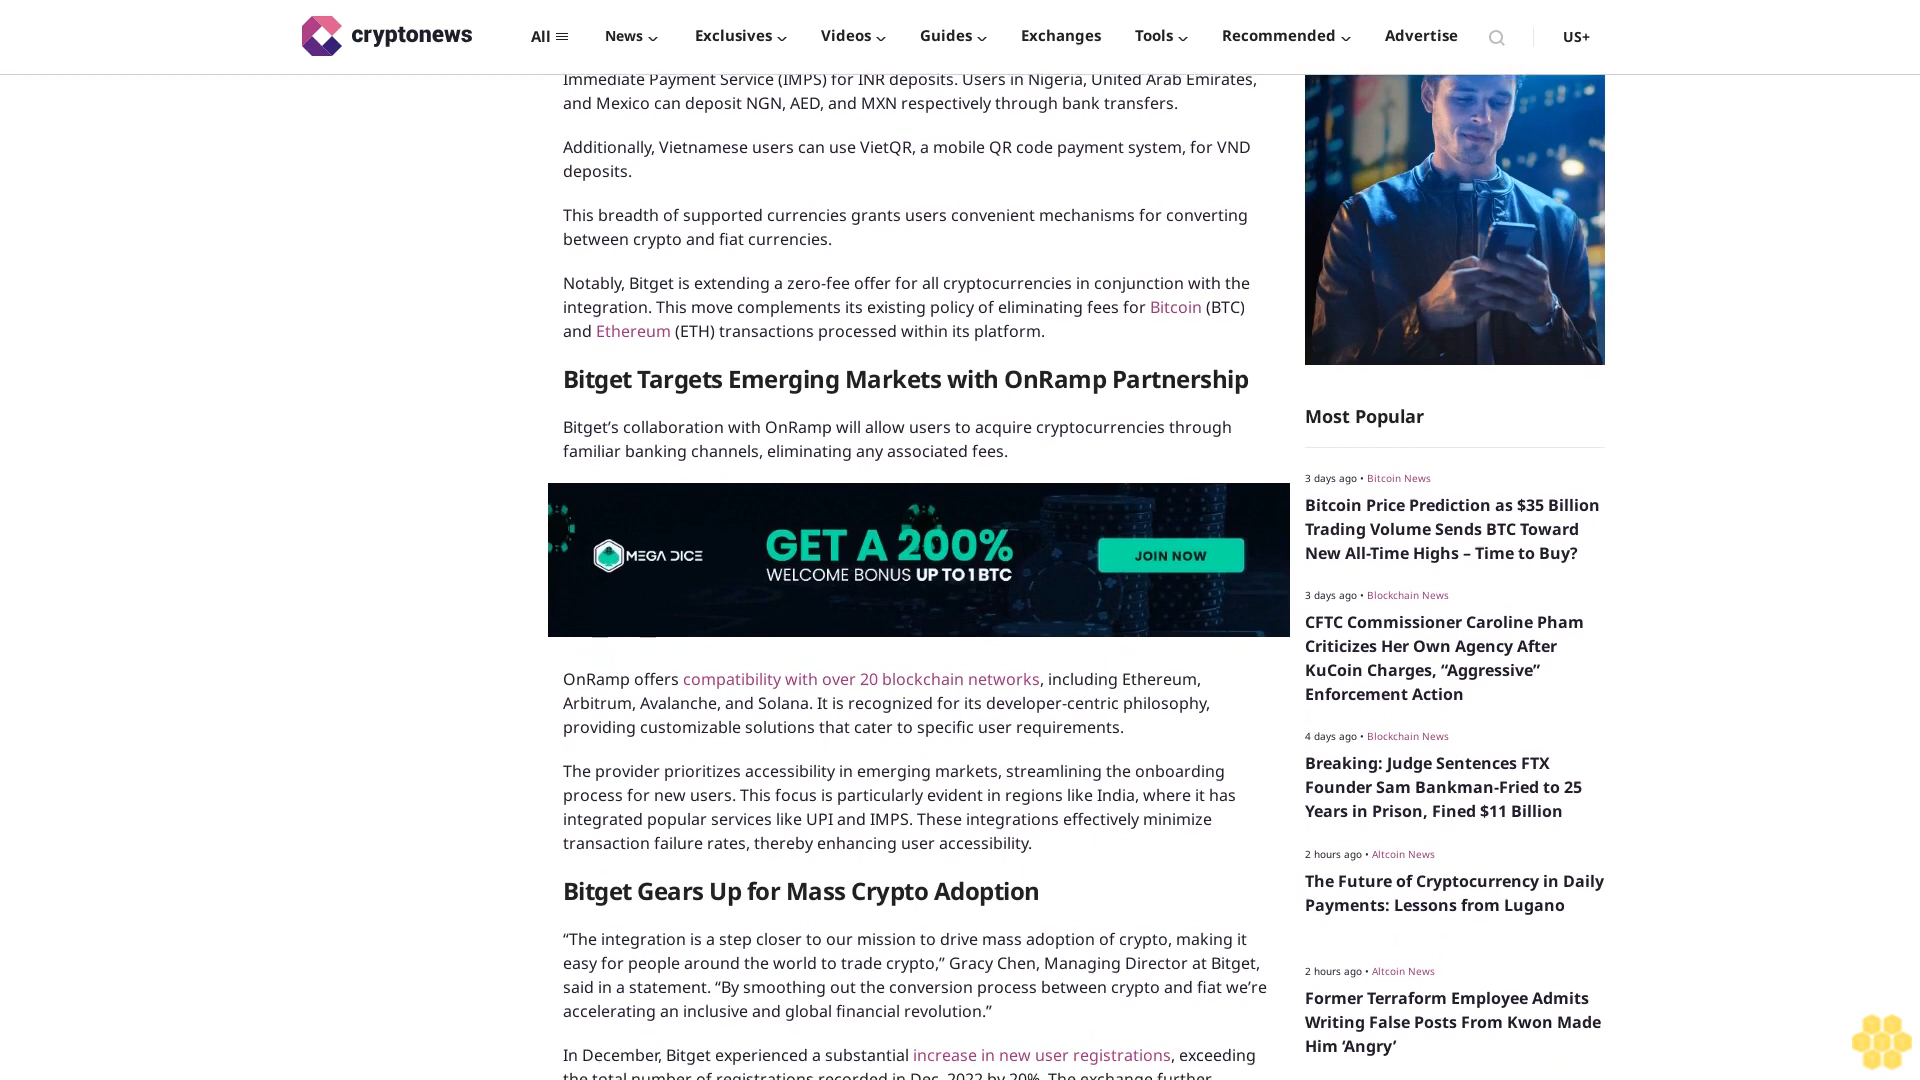 cryptonews
All
News
Exclusives
Videos
Guides
Exchanges
Tools
Recommended
Advertise
US+
Immediate Payment Service (IMPS) for INR deposits. Users in Nigeria, United Arab Emirates,
and Mexico can deposit NGN, AED, and MXN respectively through bank transfers.
Additionally, Vietnamese users can use VietQR, a mobile QR code payment system, for VND
deposits.
This breadth of supported currencies grants users convenient mechanisms for converting
between crypto and fiat currencies.
Notably, Bitget is extending a zero-fee offer for all cryptocurrencies in conjunction with the
integration. This move complements its existing policy of eliminating fees for Bitcoin (BTC)
and Ethereum (ETH) transactions processed within its platform.
Bitget Targets Emerging Markets with OnRamp Partnership
Bitget’s collaboration with OnRamp will allow users to acquire cryptocurrencies through
familiar banking channels, eliminating any associated fees.
MEGA DICE
GET A 200%
WELCOME BONUS UP TO 1 BTC
JOIN NOW
OnRamp offers compatibility with over 20 blockchain networks, including Ethereum,
Arbitrum, Avalanche, and Solana. It is recognized for its developer-centric philosophy,
providing customizable solutions that cater to specific user requirements.
The provider prioritizes accessibility in emerging markets, streamlining the onboarding
process for new users. This focus is particularly evident in regions like India, where it has
integrated popular services like UPI and IMPS. These integrations effectively minimize
transaction failure rates, thereby enhancing user accessibility.
Bitget Gears Up for Mass Crypto Adoption
“The integration is a step closer to our mission to drive mass adoption of crypto, making it
easy for people around the world to trade crypto,” Gracy Chen, Managing Director at Bitget,
said in a statement. “By smoothing out the conversion process between crypto and fiat we’re
accelerating an inclusive and global financial revolution.”
In December, Bitget experienced a substantial increase in new user registrations, exceeding
the total number of registrations recorded in Dec. 2022 by 20%. The exchange further
Most Popular
3 days ago • Bitcoin News
Bitcoin Price Prediction as $35 Billion
Trading Volume Sends BTC Toward
New All-Time Highs – Time to Buy?
3 days ago • Blockchain News
CFTC Commissioner Caroline Pham
Criticizes Her Own Agency After
KuCoin Charges, “Aggressive”
Enforcement Action
4 days ago • Blockchain News
Breaking: Judge Sentences FTX
Founder Sam Bankman-Fried to 25
Years in Prison, Fined $11 Billion
2 hours ago • Altcoin News
The Future of Cryptocurrency in Daily
Payments: Lessons from Lugano
2 hours ago • Altcoin News
Former Terraform Employee Admits
Writing False Posts From Kwon Made
Him ‘Angry’